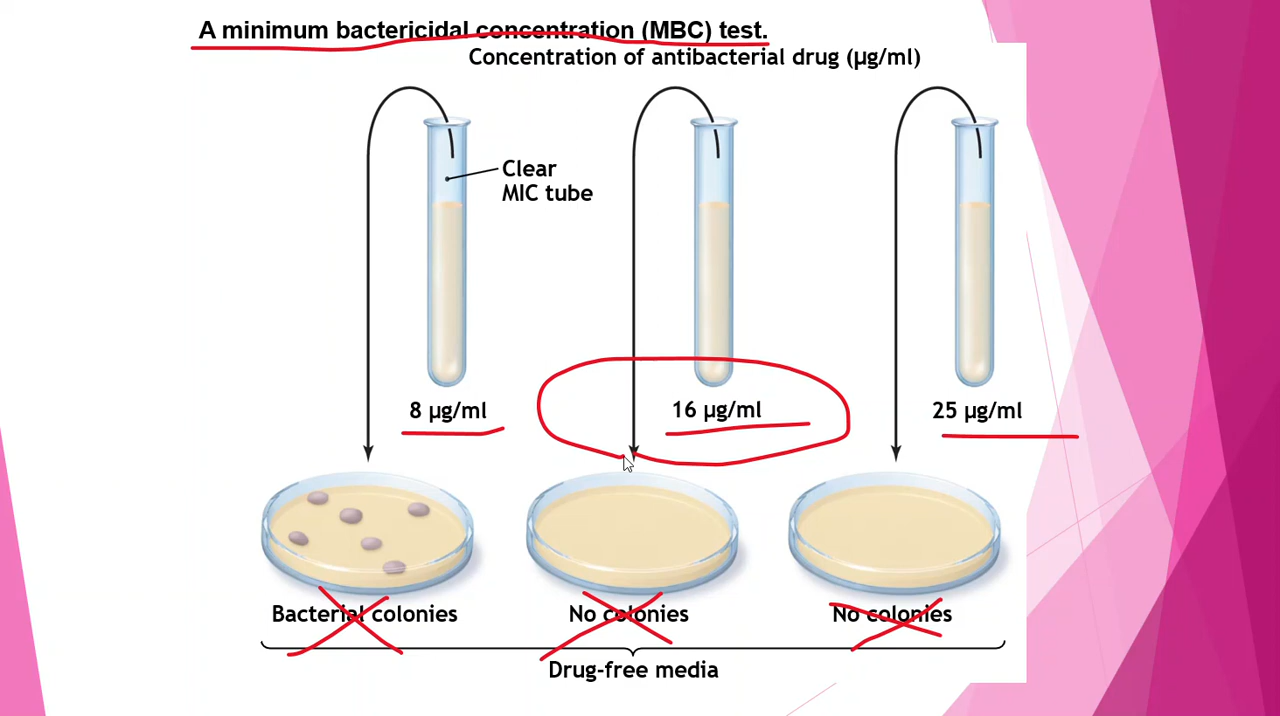 A minimum bactericidal concentration (MBC) test.
Concentration of antibacterial drug (µg/ml)
Clear
MIC tube
8 µg/ml
16 µg/ml
25 µg/ml
Bacterial colonies
No colonies
No colonies
Drug-free media